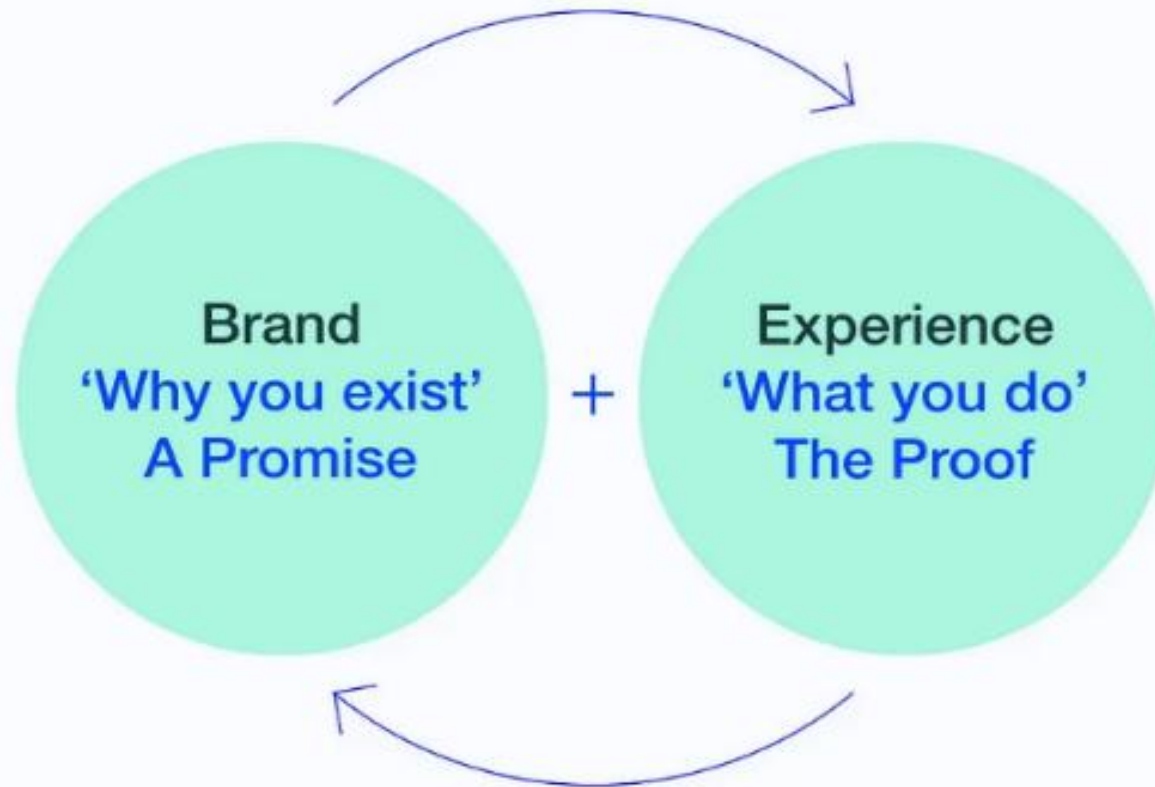 Brand
‘Why you exist’
A Promise
+
Experience
‘What you do’
The Proof